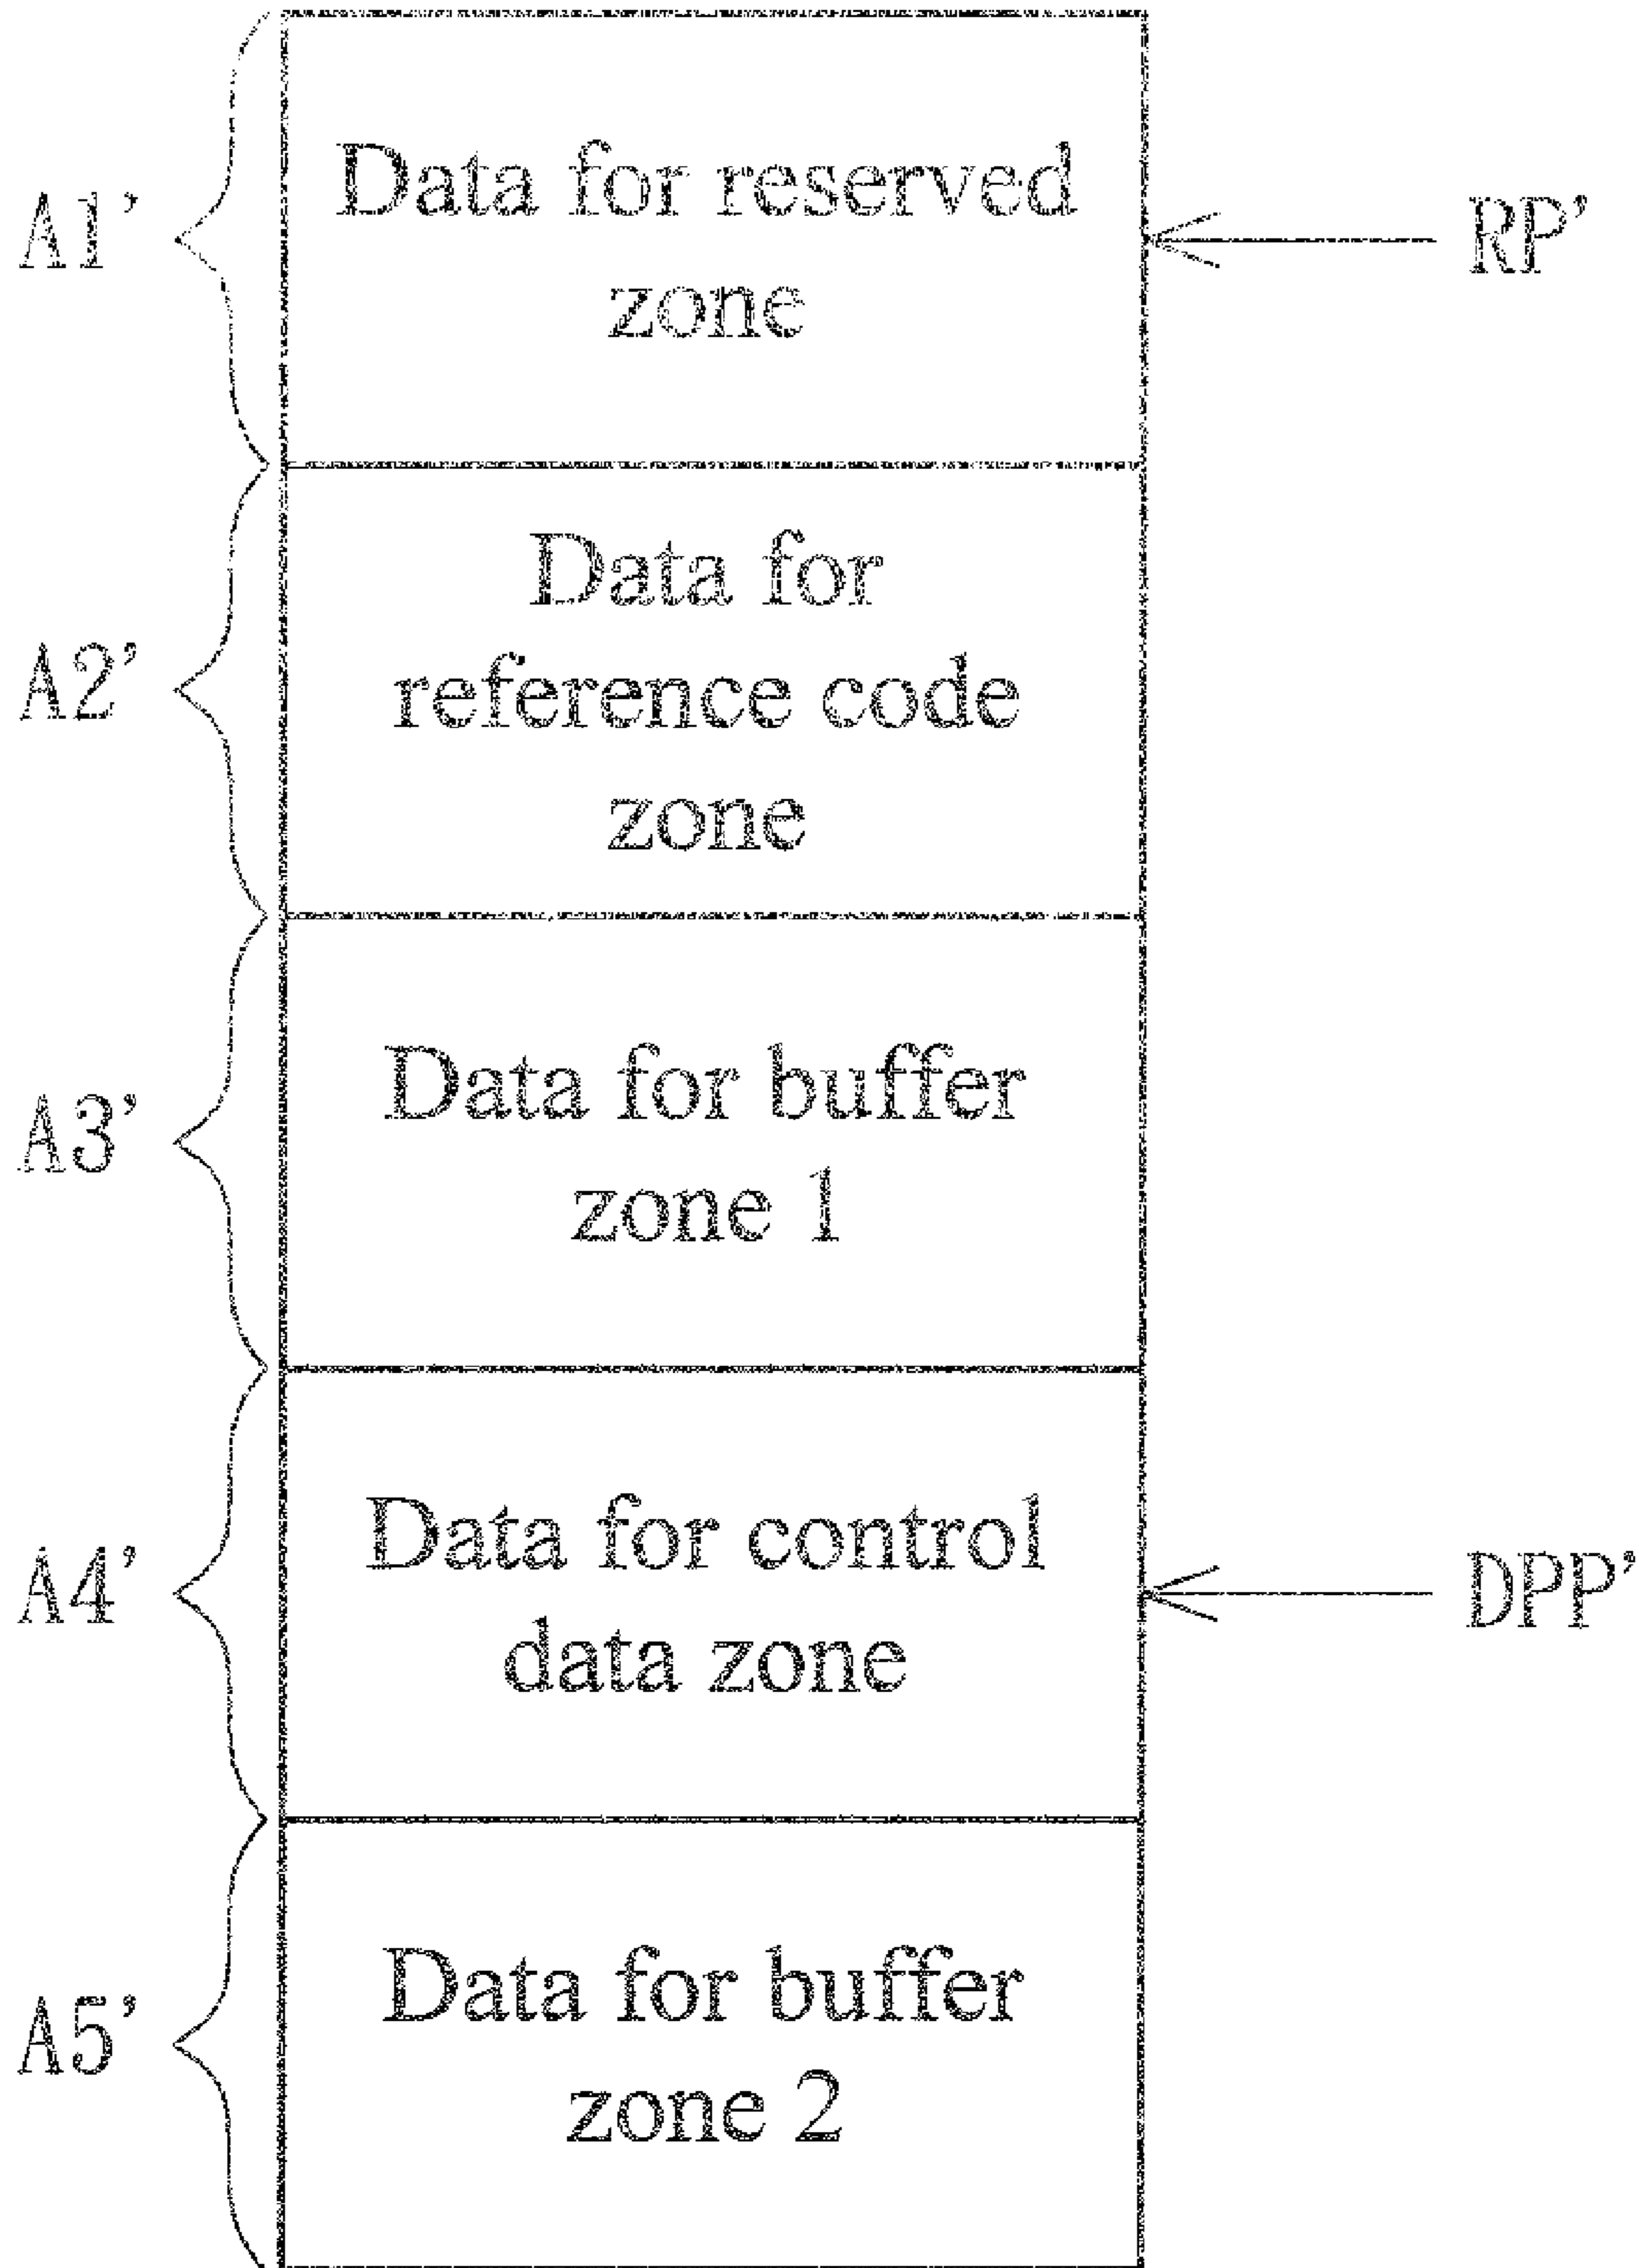 A1'
Data for reserved
zone
RP'
A2'
Data for
reference code
zone
A3'
Data for buffer
zone 1
A4'
Data for control
data zone
DPP'
A5'
Data for buffer
zone 2